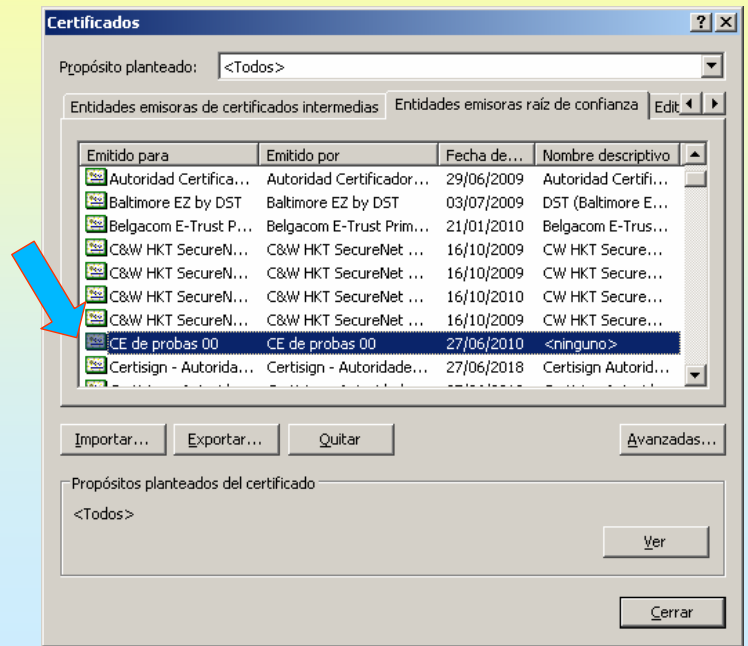 Certificados
Propósito planteado: <Todos>
Entidades emisoras de certificados intermedias Entidades emisoras raíz de confianza Edit
Emitido para Emitido por Fecha de... Nombre descriptivo
Autoridad Certifica... Autoridad Certificador... 29/06/2009 Autoridad Certifi...
Baltimore EZ by DST Baltimore EZ by DST 03/07/2009 DST (Baltimore E...
Belgacom E-Trust P... Belgacom E-Trust Prim... 21/01/2010 Belgacom E-Trus...
C&W HKT SecureN... C&W HKT SecureNet ... 16/10/2009 CW HKT Secure...
C&W HKT SecureN... C&W HKT SecureNet ... 16/10/2009 CW HKT Secure...
C&W HKT SecureN... C&W HKT SecureNet ... 16/10/2010 CW HKT Secure...
C&W HKT SecureN... C&W HKT SecureNet ... 16/10/2009 CW HKT Secure...
CE de probas 00 CE de probas 00 27/06/2010 <ninguno>
Certisign - Autorida... Certisign - Autoridade... 27/06/2018 Certisign Autorid...
Importar... Exportar... Quitar Avanzadas...
Propósitos planteados del certificado
<Todos>
Ver
Cerrar